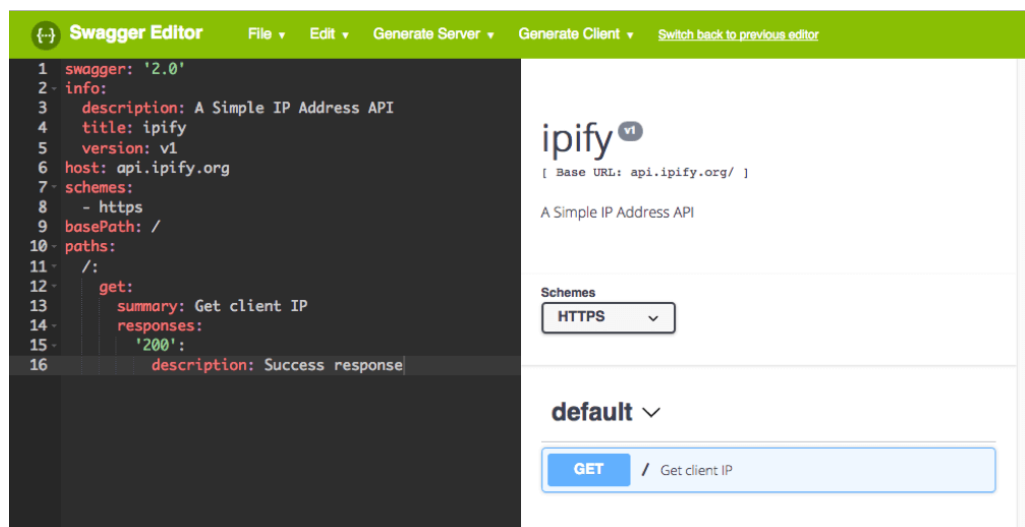 {··} Swagger Editor File ▾ Edit ▾ Generate Server ▾ Generate Client ▾ Switch back to previous editor
1 swagger: '2.0'
2 info:
3   description: A Simple IP Address API
4   title: ipify
5   version: v1
6 host: api.ipify.org
7 schemes:
8   - https
9 basePath: /
10 paths:
11   /:
12     get:
13       summary: Get client IP
14       responses:
15         '200':
16           description: Success response
ipify v1
[ Base URL: api.ipify.org/ ]
A Simple IP Address API
Schemes
HTTPS
default
GET / Get client IP